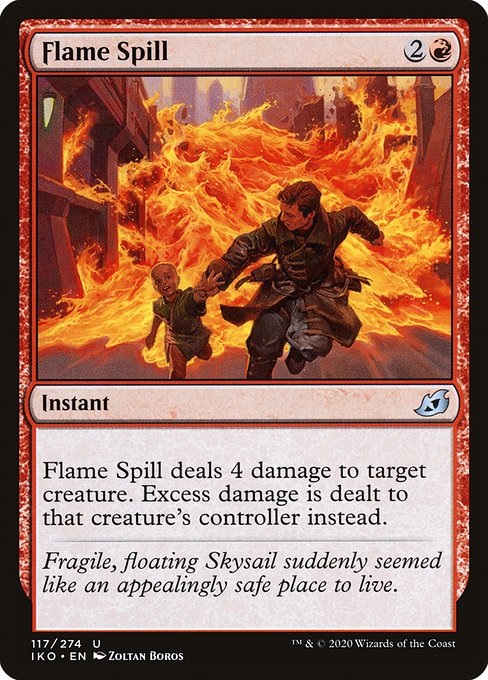 Flame Spill 2
Instant
Flame Spill deals 4 damage to target
creature. Excess damage is dealt to
that creature's controller instead.
Fragile, floating Skysail suddenly seemed
like an appealingly safe place to live.
117/274 U
™ & © 2020 Wizards of the Coast
IKO • EN Zoltan Boros